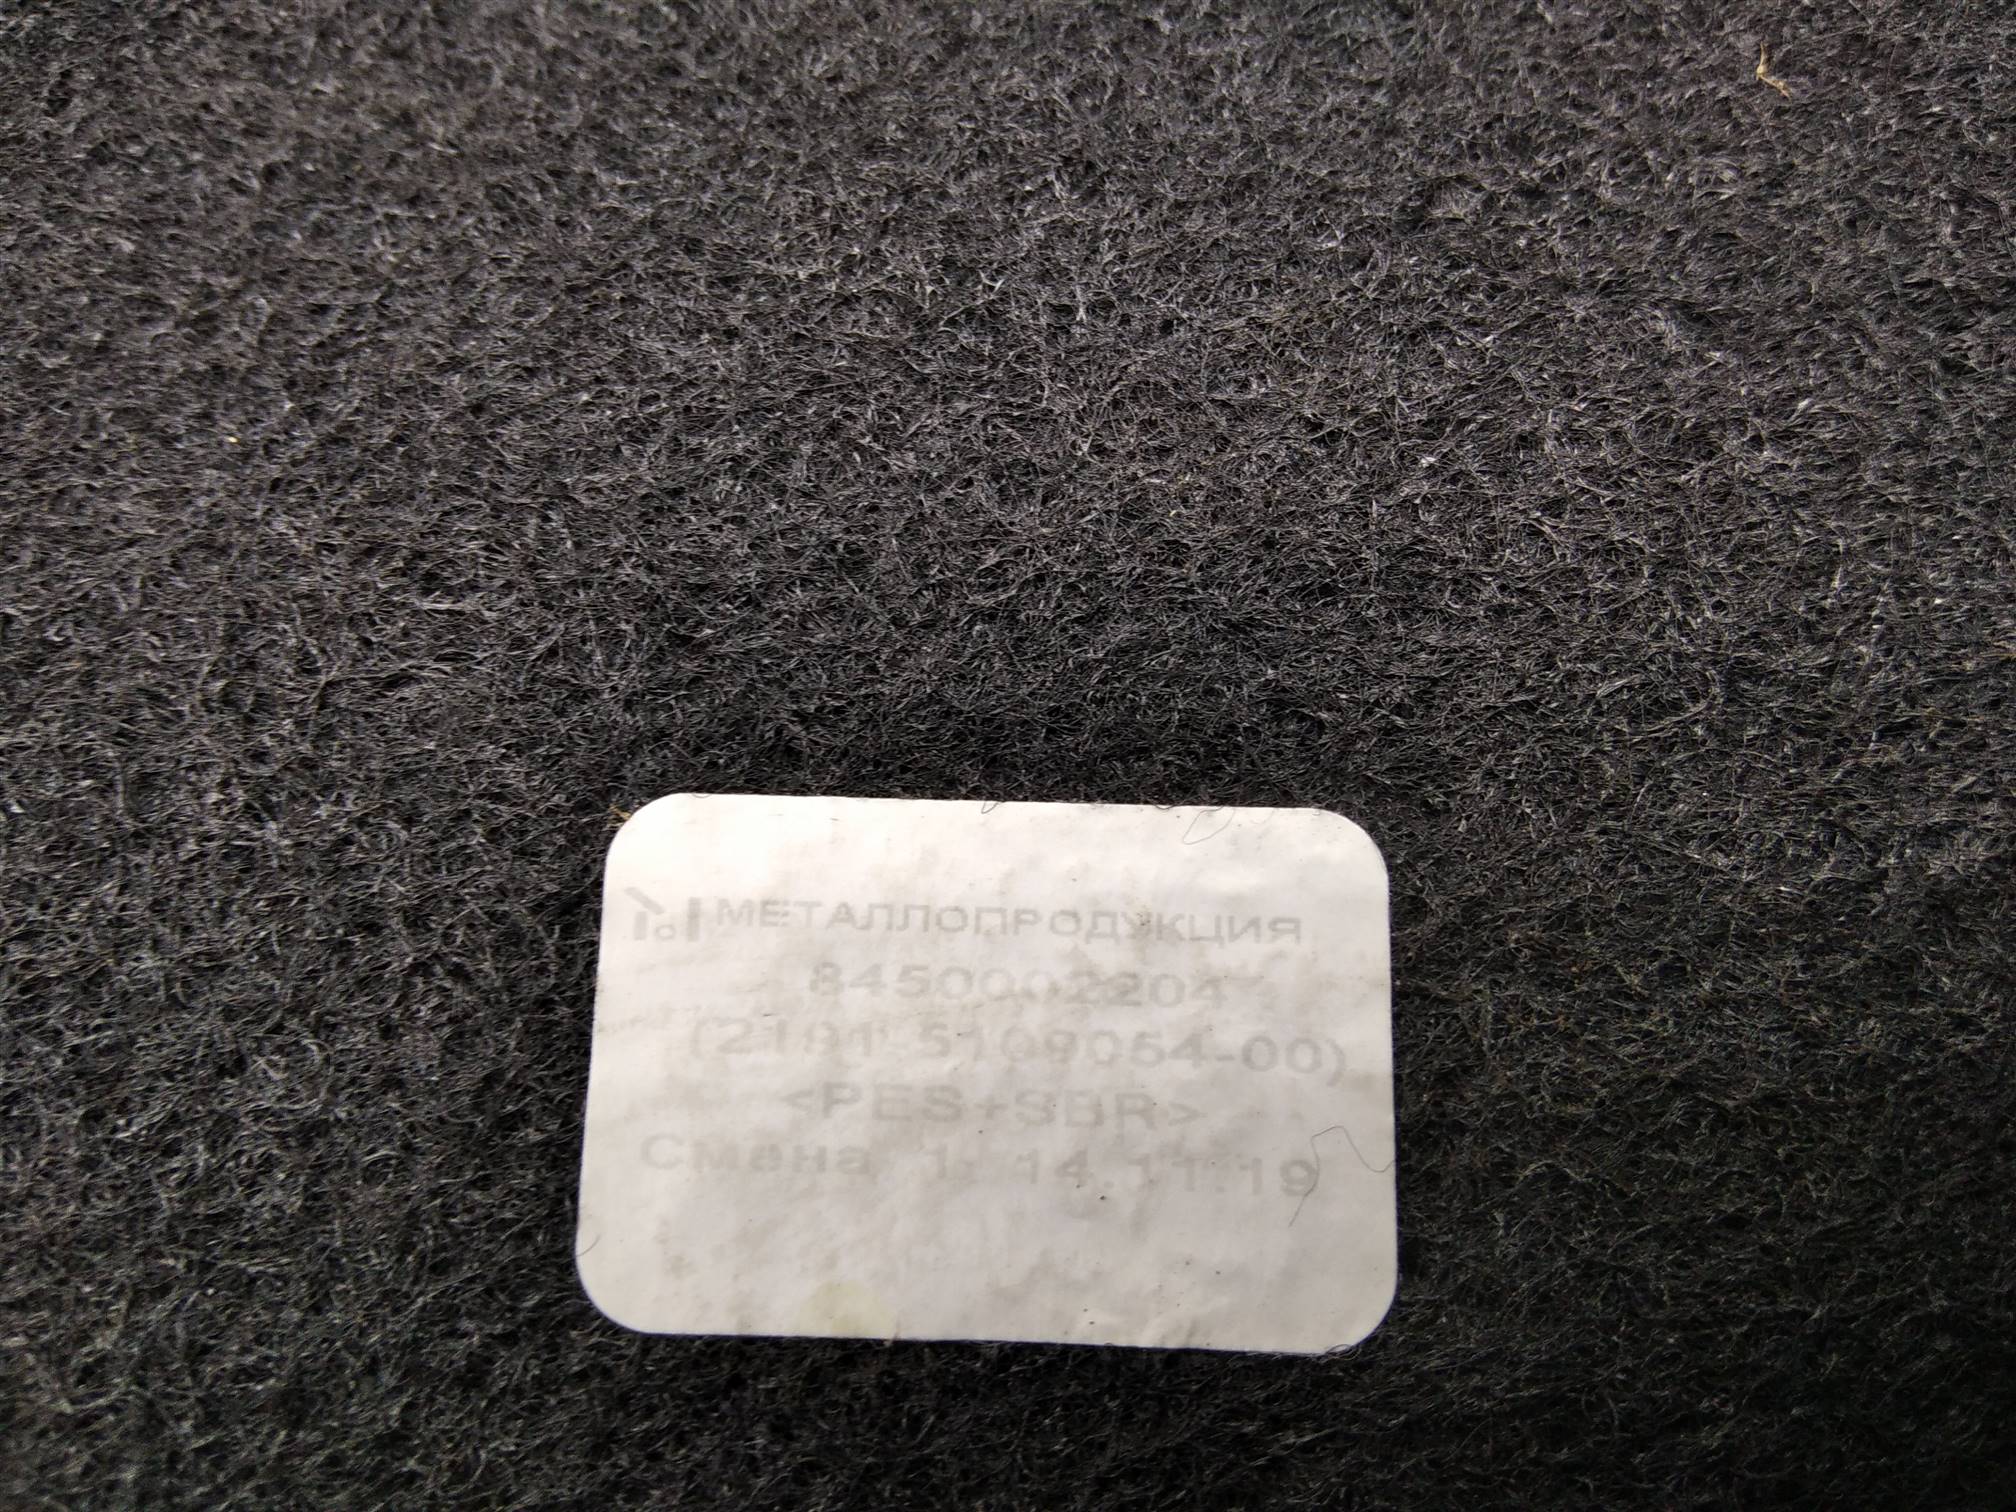 МЕТАЛЛОПРОДУКЦИЯ
8450002204
(2191 5109054-00)
<PES+SBR>
Смена 1. 14.11.19